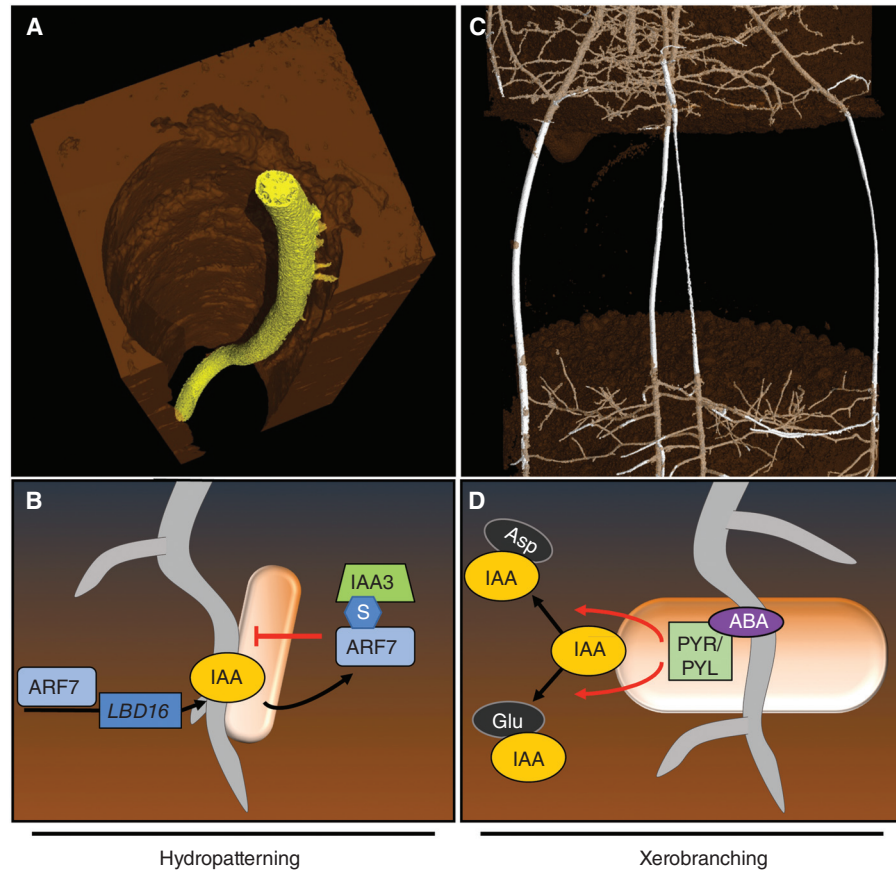 A
C
B
IAA3
S
ARF7
IAA
ARF7
LBD16
D
Asp
IAA
IAA
ABA
PYR/
PYL
Glu
IAA
Hydropatterning
Xerobranching